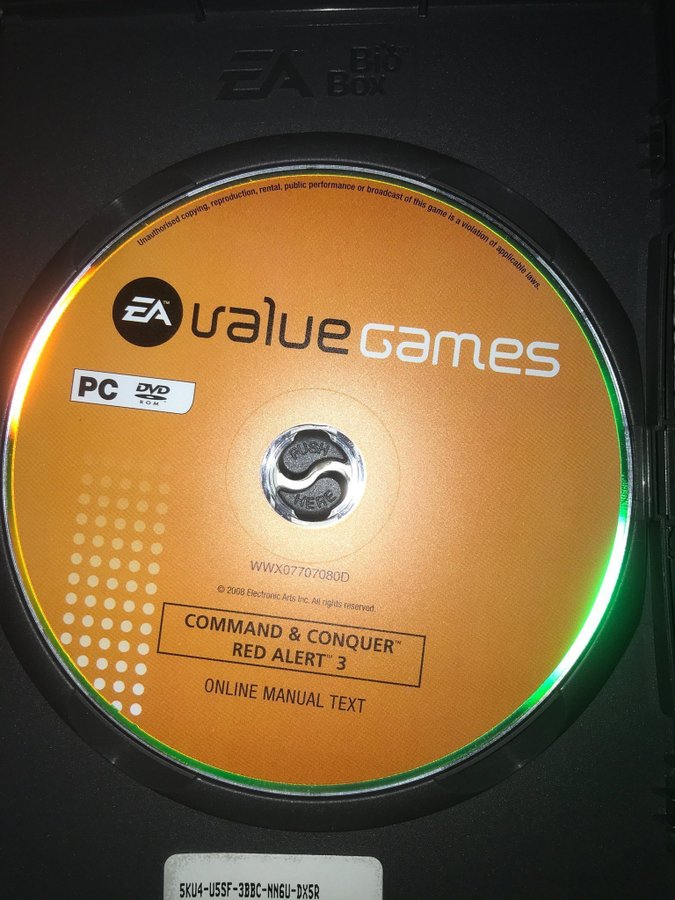 EA Bio
Box
Unauthorised copying, reproduction, rental, public performance or broadcast of this game is a violation of applicable laws.
EA™ value games
PC DVD
ROM
PUSH
HERE
WWX07707080D
© 2008 Electronic Arts Inc. All rights reserved.
COMMAND & CONQUER™
RED ALERT™ 3
ONLINE MANUAL TEXT
5KU4-U5SF-3BBC-NN6U-DX5R